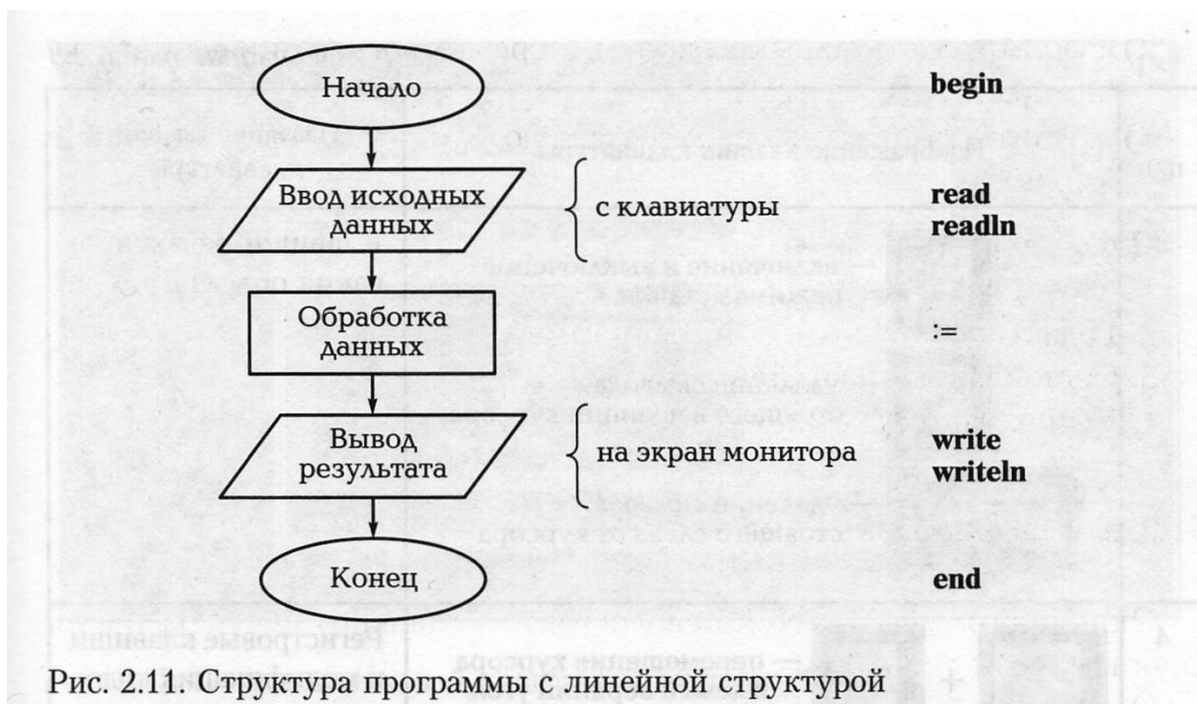 Начало
begin
Ввод исходных
данных
с клавиатуры
read
readln
Обработка
данных
:=
Вывод
результата
на экран монитора
write
writeln
Конец
end
Рис. 2.11. Структура программы с линейной структурой